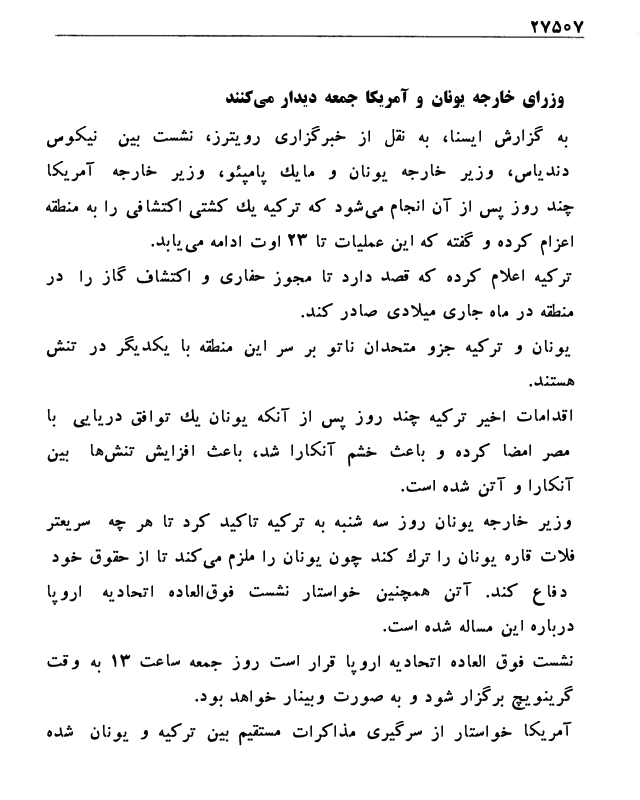 ۲۷۵۰۷
وزرای خارجه یونان و آمریکا جمعه دیدار می‌کنند
به گزارش ایسنا، به نقل از خبرگزاری رویترز، نشست بین نیکوس
دندیاس، وزیر خارجه یونان و مایك پامپئو، وزیر خارجه آمریکا
چند روز پس از آن انجام می‌شود که ترکیه یك کشتی اکتشافی را به منطقه
اعزام کرده و گفته که این عملیات تا ۲۳ اوت ادامه می‌یابد.
ترکیه اعلام کرده که قصد دارد تا مجوز حفاری و اکتشاف گاز را در
منطقه در ماه جاری میلادی صادر کند.
یونان و ترکیه جزو متحدان ناتو بر سر این منطقه با یکدیگر در تنش
هستند.
اقدامات اخیر ترکیه چند روز پس از آنکه یونان یك توافق دریایی با
مصر امضا کرده و باعث خشم آنکارا شد، باعث افزایش تنش‌ها بین
آنکارا و آتن شده است.
وزیر خارجه یونان روز سه شنبه به ترکیه تاکید کرد تا هر چه سریعتر
فلات قاره یونان را ترك کند چون یونان را ملزم می‌کند تا از حقوق خود
دفاع کند. آتن همچنین خواستار نشست فوق‌العاده اتحادیه اروپا
درباره این مساله شده است.
نشست فوق العاده اتحادیه اروپا قرار است روز جمعه ساعت ۱۳ به وقت
گرینویچ برگزار شود و به صورت وبینار خواهد بود.
آمریکا خواستار از سرگیری مذاکرات مستقیم بین ترکیه و یونان شده